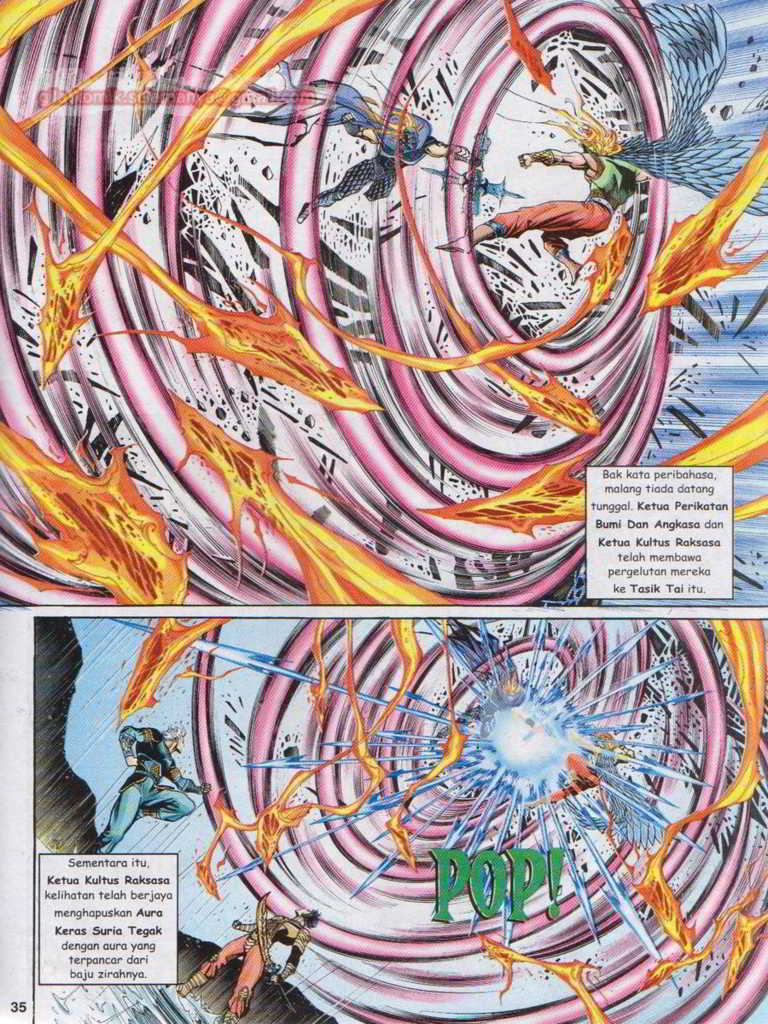 Bak kata peribahasa,
malang tiada datang
tunggal. Ketua Perikatan
Bumi Dan Angkasa dan
Ketua Kultus Raksasa
telah membawa
pergelutan mereka
ke Tasik Tai itu.
POP!
Sementara itu,
Ketua Kultus Raksasa
kelihatan telah berjaya
menghapuskan Aura
Keras Suria Tegak
dengan aura yang
terpancar dari
baju zirahnya.
35